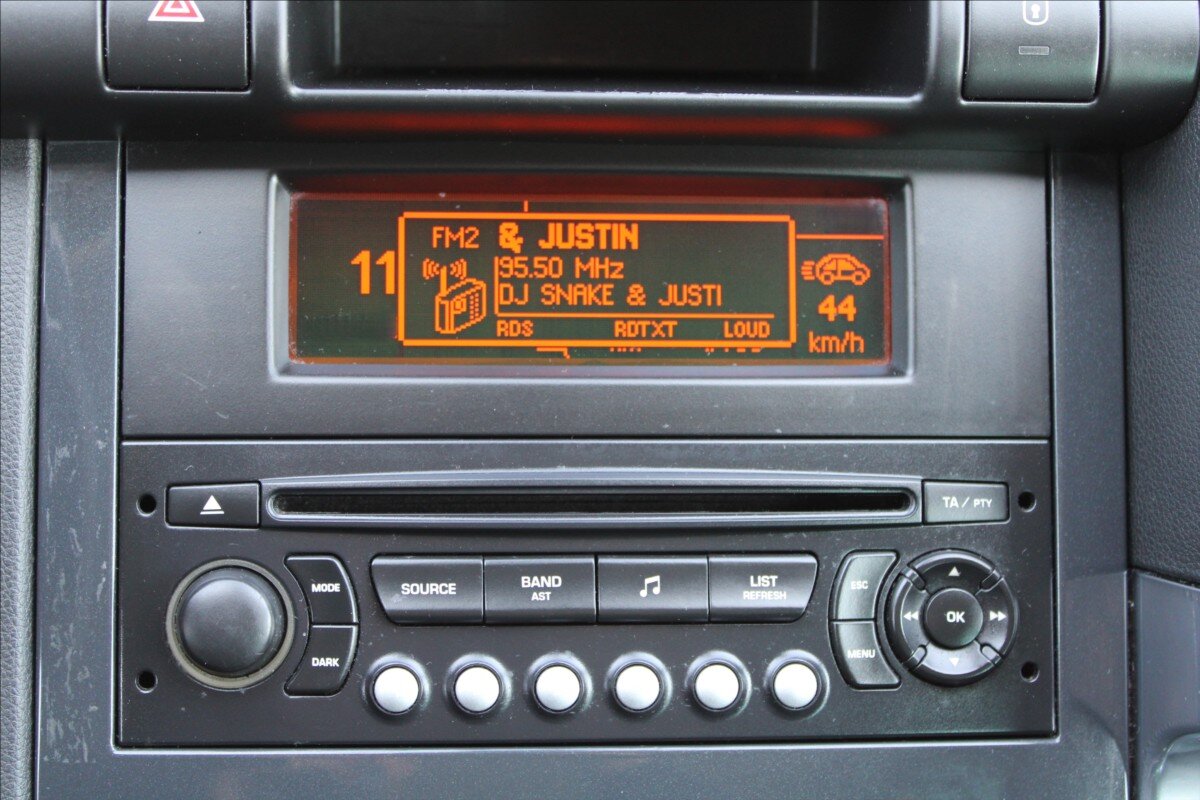 FM2 & JUSTIN
11
95.50 MHz
DJ SNAKE & JUSTI
44
RDS RDTXT LOUD
km/h
TA / PTY
MODE
SOURCE
BAND
AST
LIST
REFRESH
ESC
OK
DARK
MENU